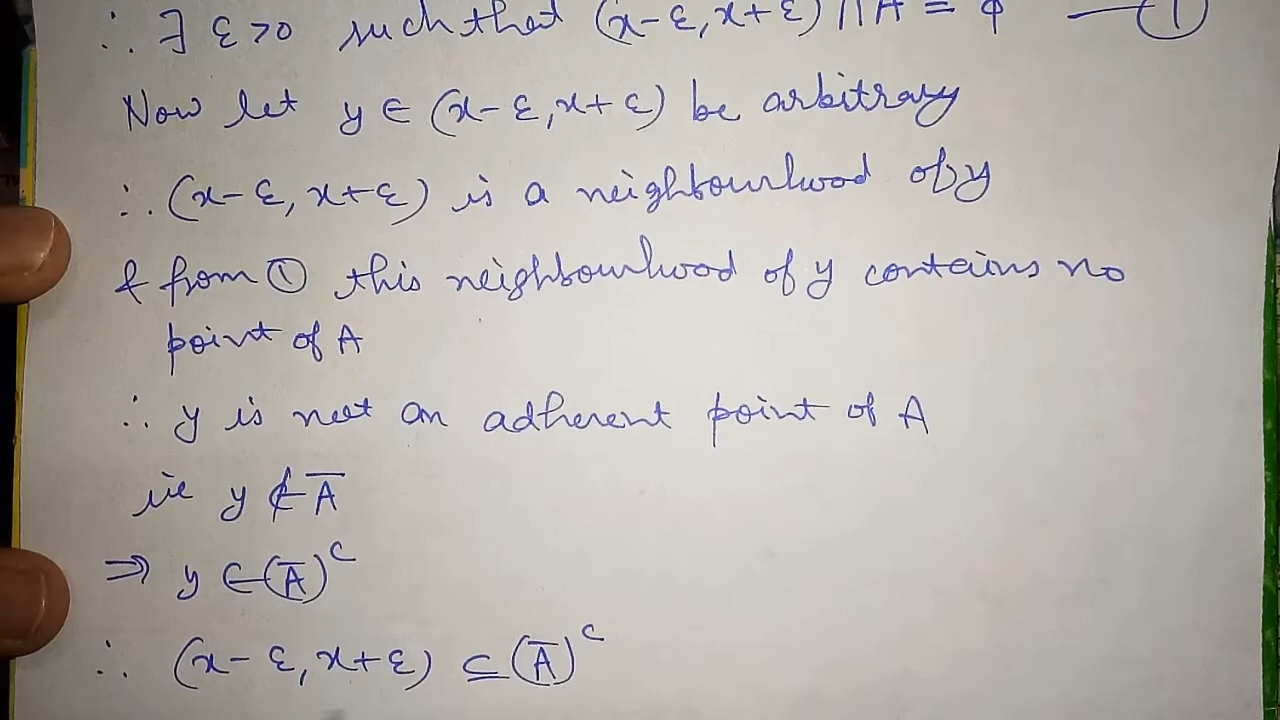 ∴ ∃ ε>0 such that (x-ε, x+ε) ∩ A = ϕ —①
Now let y ∈ (x-ε, x+ε) be arbitrary
∴ (x-ε, x+ε) is a neighbourhood of y
& from ① this neighbourhood of y contains no
point of A
∴ y is not an adherent point of A
ie y ∉ A̅
⇒ y ∈ (A̅)ᶜ
∴ (x-ε, x+ε) ⊆ (A̅)ᶜ